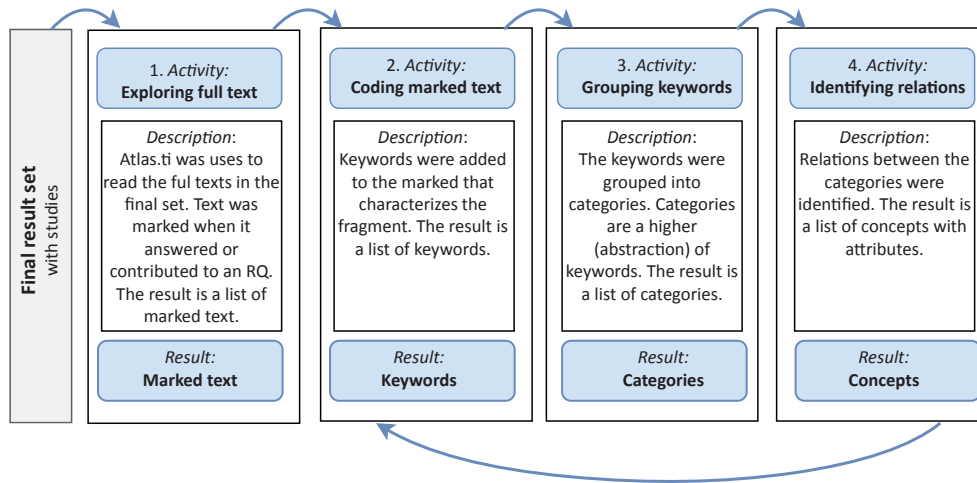 Final result set
with studies
1. Activity:
Exploring full text
Description:
Atlas.ti was uses to
read the ful texts in the
final set. Text was
marked when it
answered or
contributed to an RQ.
The result is a list of
marked text.
Result:
Marked text
2. Activity:
Coding marked text
Description:
Keywords were added
to the marked that
characterizes the
fragment. The result is
a list of keywords.
Result:
Keywords
3. Activity:
Grouping keywords
Description:
The keywords were
grouped into
categories. Categories
are a higher
(abstraction) of
keywords. The result is
a list of categories.
Result:
Categories
4. Activity:
Identifying relations
Description:
Relations between the
categories were
identified. The result is
a list of concepts with
attributes.
Result:
Concepts